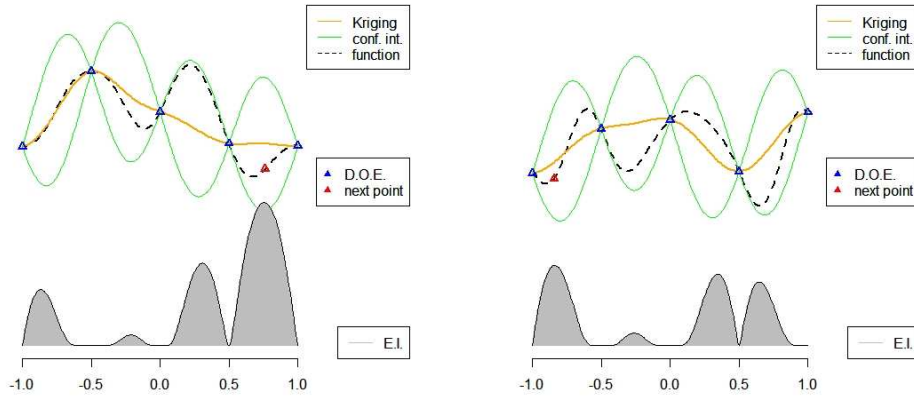 Kriging
conf. int.
function
D.O.E.
next point
E.I.
-1.0 -0.5 0.0 0.5 1.0
Kriging
conf. int.
function
D.O.E.
next point
E.I.
-1.0 -0.5 0.0 0.5 1.0